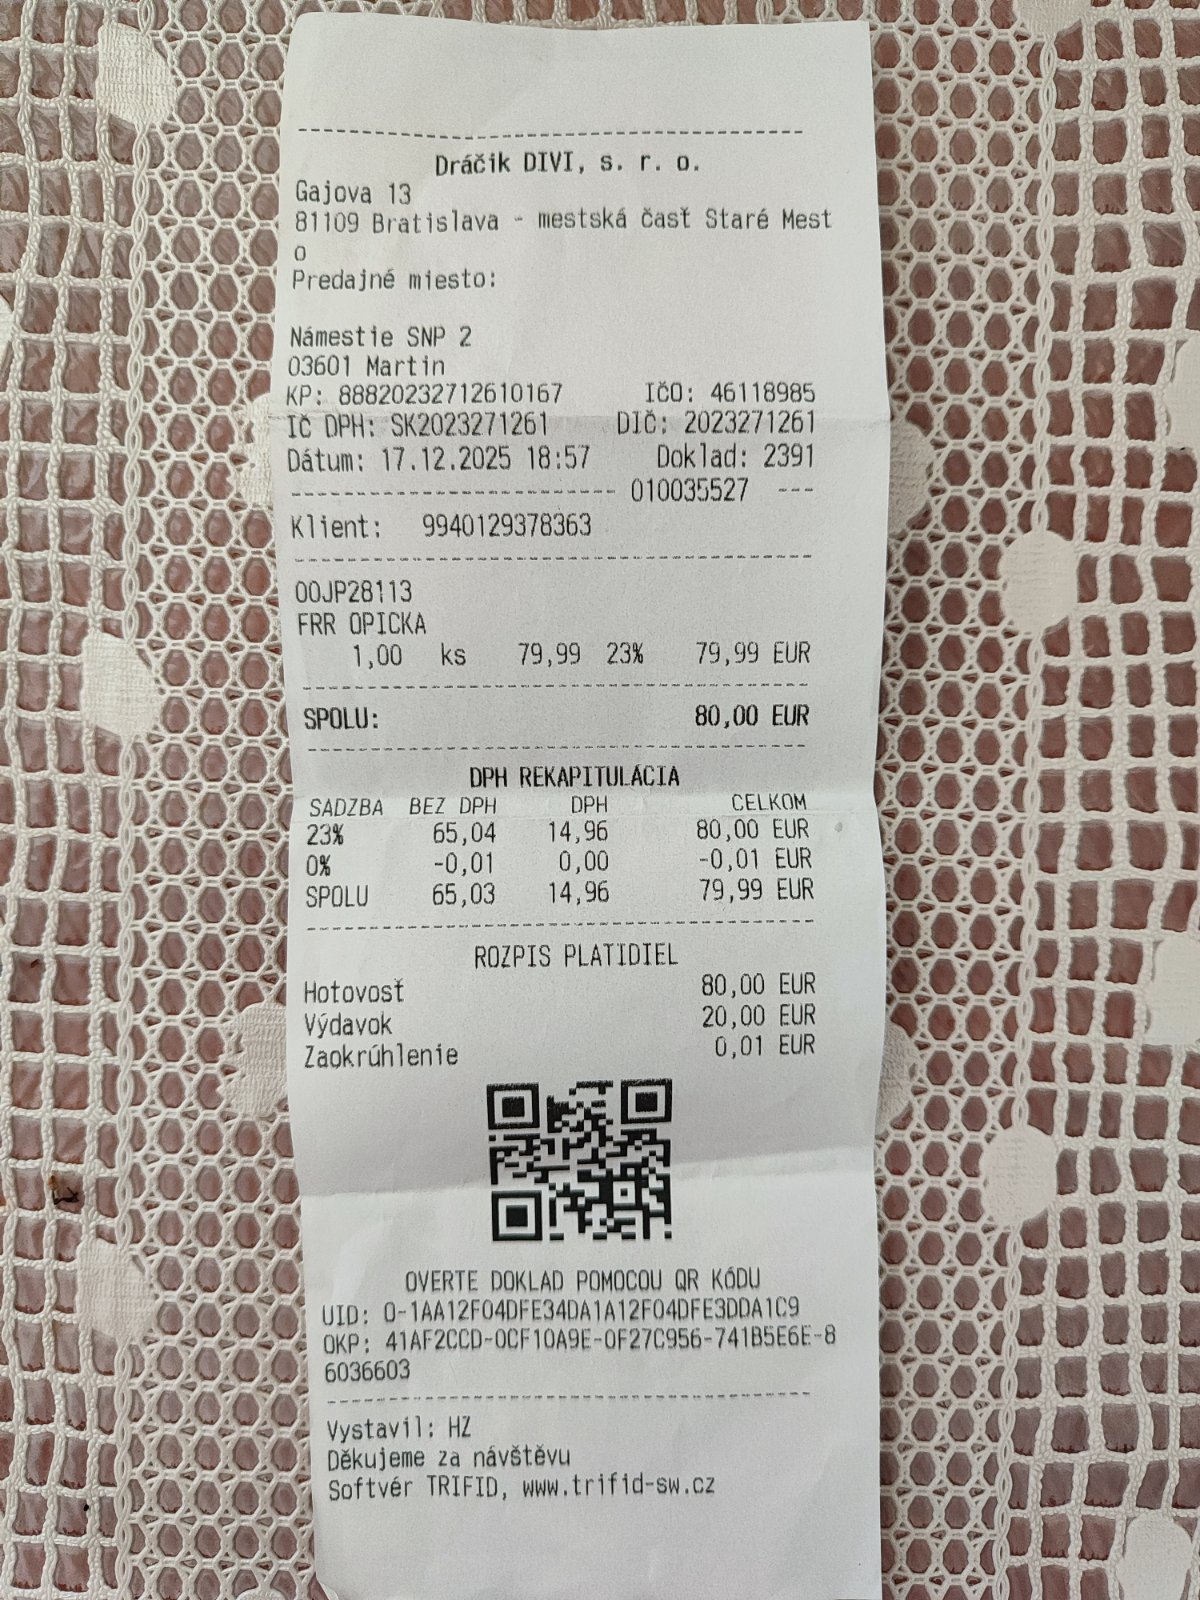 Dráčik DIVI, s. r. o.
Gajova 13
81109 Bratislava - mestská časť Staré Mest
o
Predajné miesto:
Námestie SNP 2
03601 Martin
KP: 88820232712610167 IČO: 46118985
IČ DPH: SK2023271261 DIČ: 2023271261
Dátum: 17.12.2025 18:57 Doklad: 2391
010035527
Klient: 9940129378363
00JP28113
FRR OPICKA
1,00 ks 79,99 23% 79,99 EUR
SPOLU: 80,00 EUR
DPH REKAPITULÁCIA
SADZBA BEZ DPH DPH CELKOM
23% 65,04 14,96 80,00 EUR
0% -0,01 0,00 -0,01 EUR
SPOLU 65,03 14,96 79,99 EUR
ROZPIS PLATIDIEL
Hotovosť 80,00 EUR
Výdavok 20,00 EUR
Zaokrúhlenie 0,01 EUR
OVERTE DOKLAD POMOCOU QR KÓDU
UID: O-1AA12F04DFE34DA1A12F04DFE3DDA1C9
OKP: 41AF2CCD-0CF10A9E-0F27C956-741B5E6E-8
6036603
Vystavil: HZ
Děkujeme za návštěvu
Softvér TRIFID, www.trifid-sw.cz